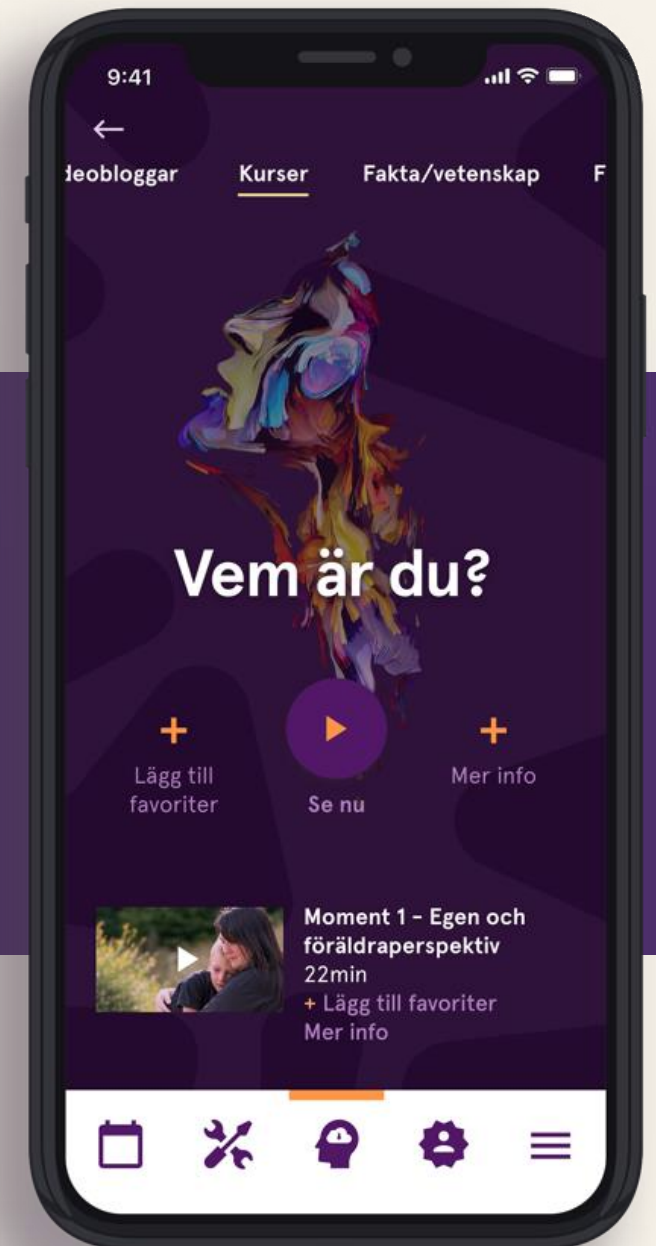 9:41
deobloggar Kurser Fakta/vetenskap F
Vem är du?
Lägg till
favoriter
Se nu
Mer info
Moment 1 - Egen och
föräldraperspektiv
22min
+ Lägg till favoriter
Mer info